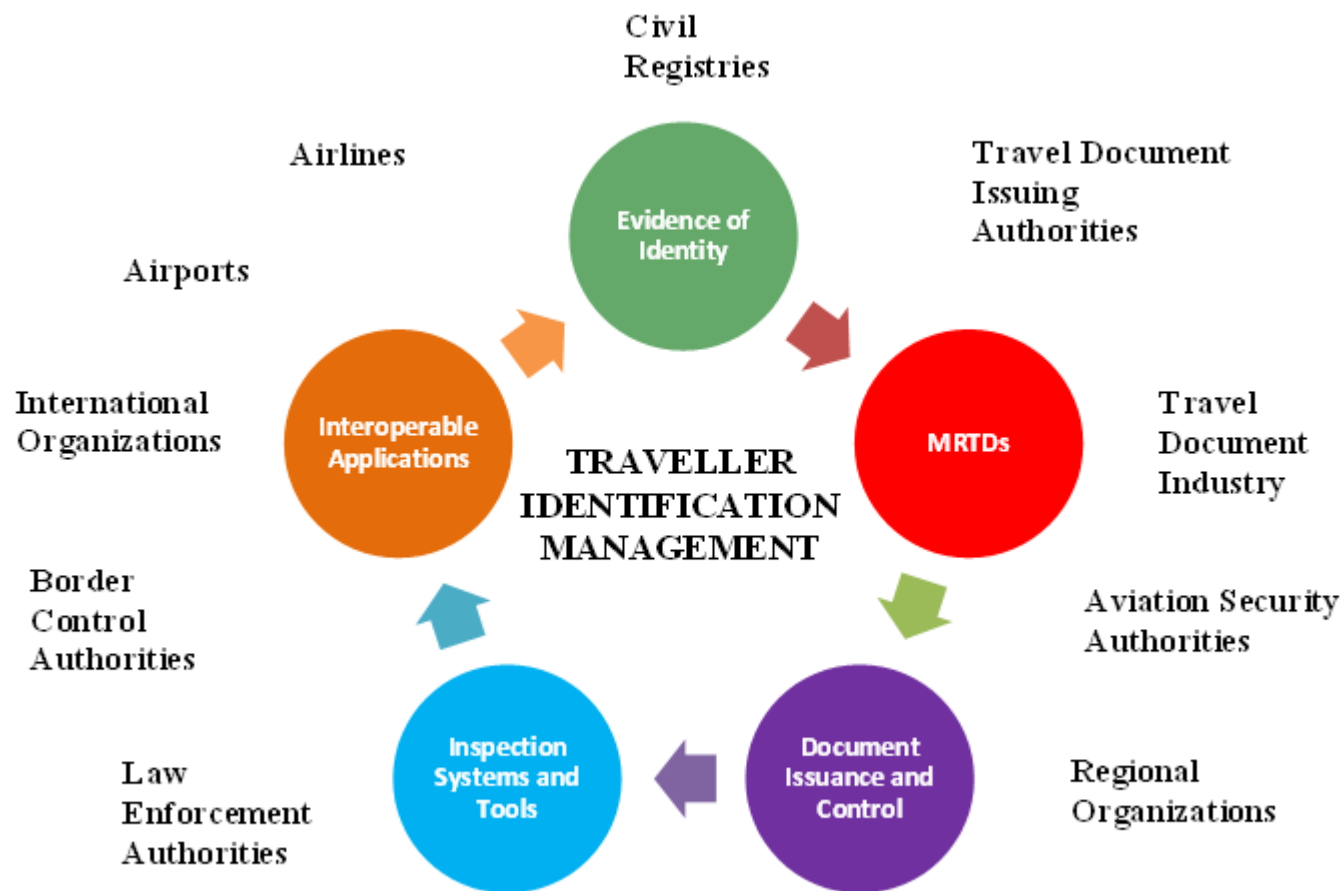 Civil
Registries
Airlines
Travel Document
Issuing
Authorities
Evidence of
Identity
Airports
International
Organizations
Interoperable
Applications
TRAVELLER
IDENTIFICATION
MANAGEMENT
MRTDs
Travel
Document
Industry
Border
Control
Authorities
Aviation Security
Authorities
Inspection
Systems and
Tools
Document
Issuance and
Control
Law
Enforcement
Authorities
Regional
Organizations